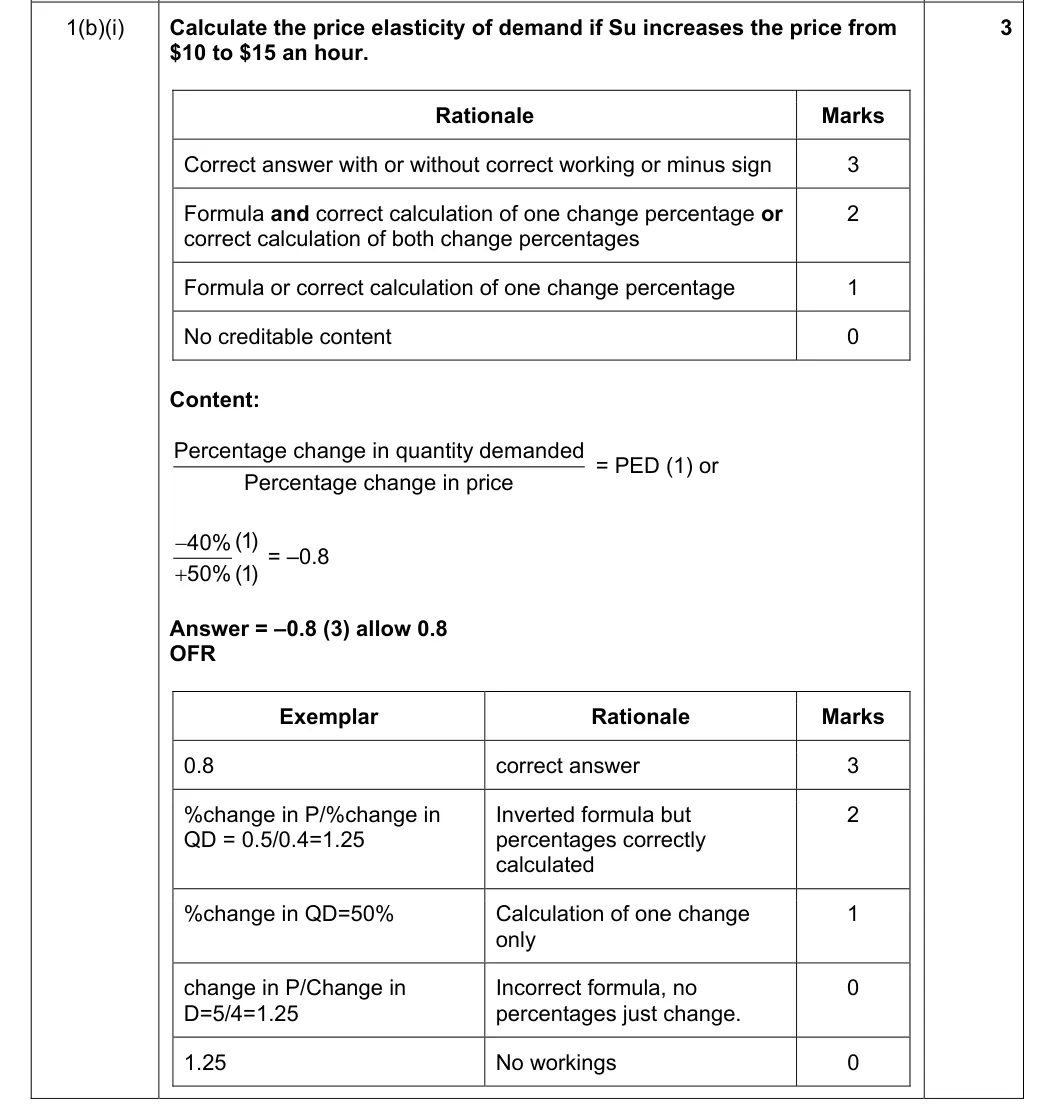 1(b)(i)
Calculate the price elasticity of demand if Su increases the price from
$10 to $15 an hour.
3
Rationale
Marks
Correct answer with or without correct working or minus sign
3
Formula and correct calculation of one change percentage or
correct calculation of both change percentages
2
Formula or correct calculation of one change percentage
1
No creditable content
0
Content:
Percentage change in quantity demanded
Percentage change in price
= PED (1) or
–40% (1)
+50% (1)
= –0.8
Answer = –0.8 (3) allow 0.8
OFR
Exemplar
Rationale
Marks
0.8
correct answer
3
%change in P/%change in
QD = 0.5/0.4=1.25
Inverted formula but
percentages correctly
calculated
2
%change in QD=50%
Calculation of one change
only
1
change in P/Change in
D=5/4=1.25
Incorrect formula, no
percentages just change.
0
1.25
No workings
0